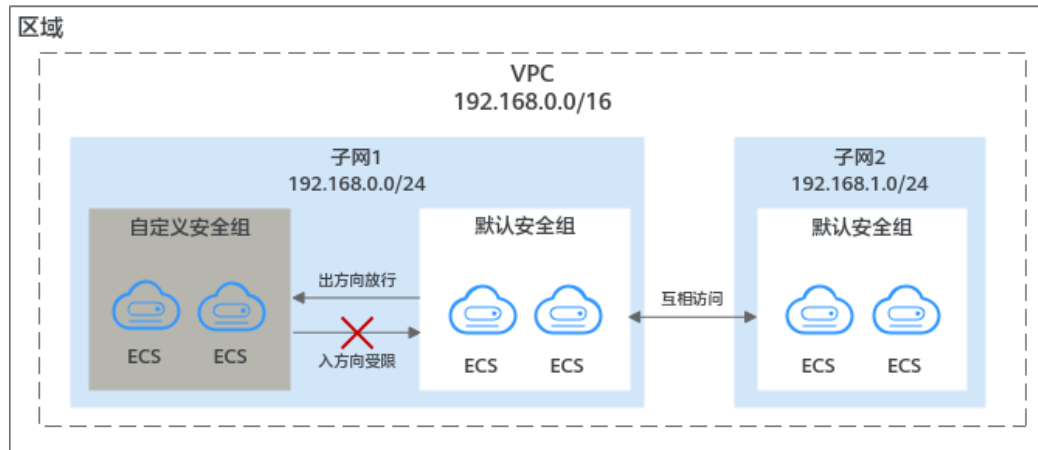 区域
VPC
192.168.0.0/16
子网1
192.168.0.0/24
自定义安全组
ECS
ECS
出方向放行
入方向受限
默认安全组
ECS
ECS
互相访问
子网2
192.168.1.0/24
默认安全组
ECS
ECS